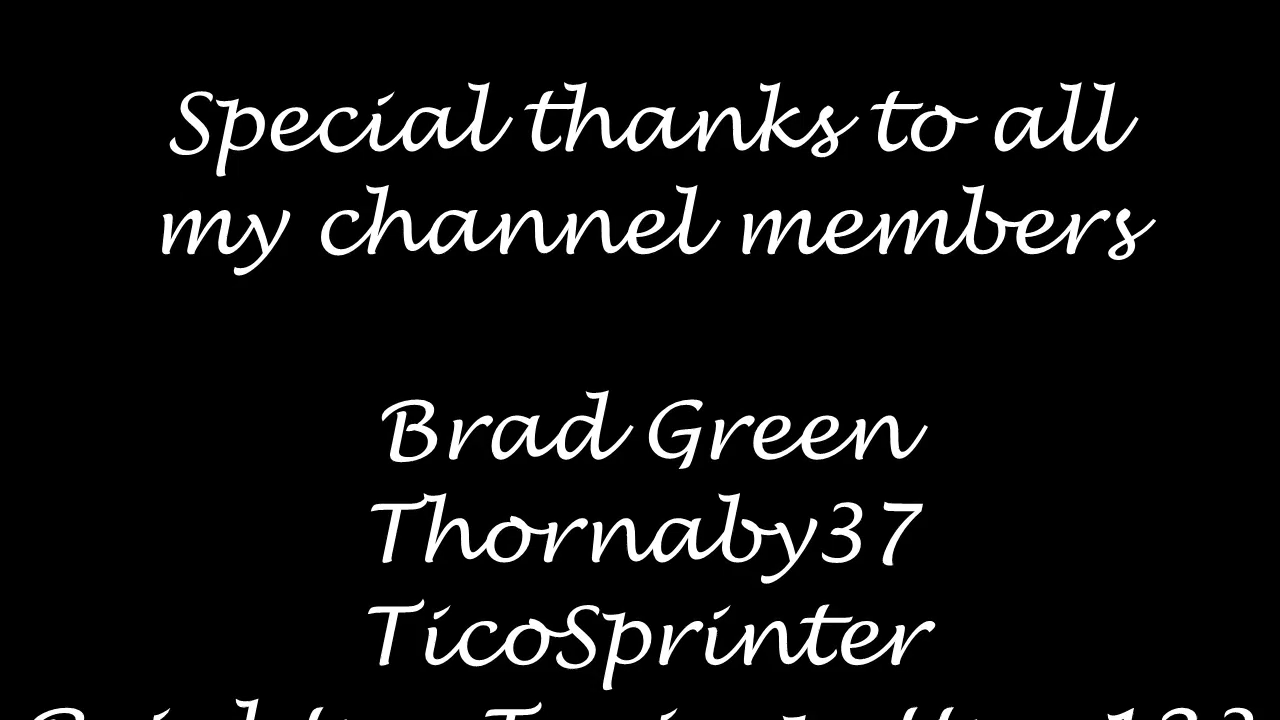 Special thanks to all
my channel members
Brad Green
Thornaby37
TicoSprinter